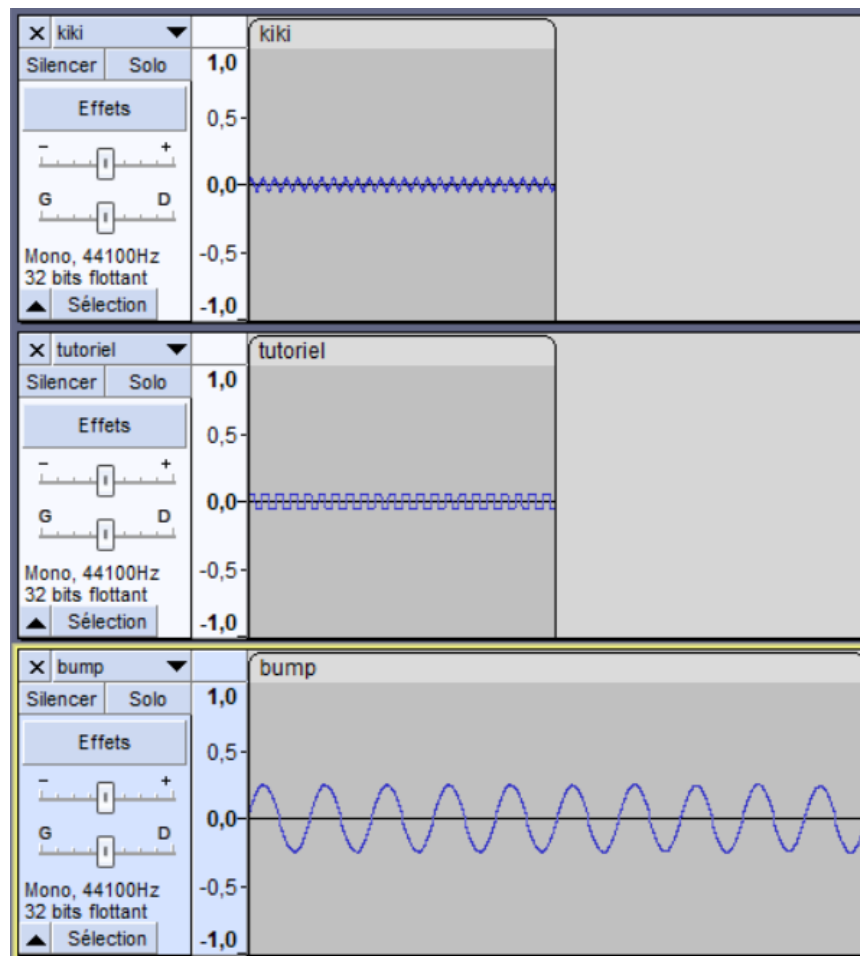 kiki kiki
Silencer Solo 1,0
Effets
0,5
- +
0,0
G D
Mono, 44100Hz -0,5
32 bits flottant
Sélection -1,0
tutoriel tutoriel
Silencer Solo 1,0
Effets
0,5
- +
0,0
G D
Mono, 44100Hz -0,5
32 bits flottant
Sélection -1,0
bump bump
Silencer Solo 1,0
Effets
0,5
- +
0,0
G D
Mono, 44100Hz -0,5
32 bits flottant
Sélection -1,0